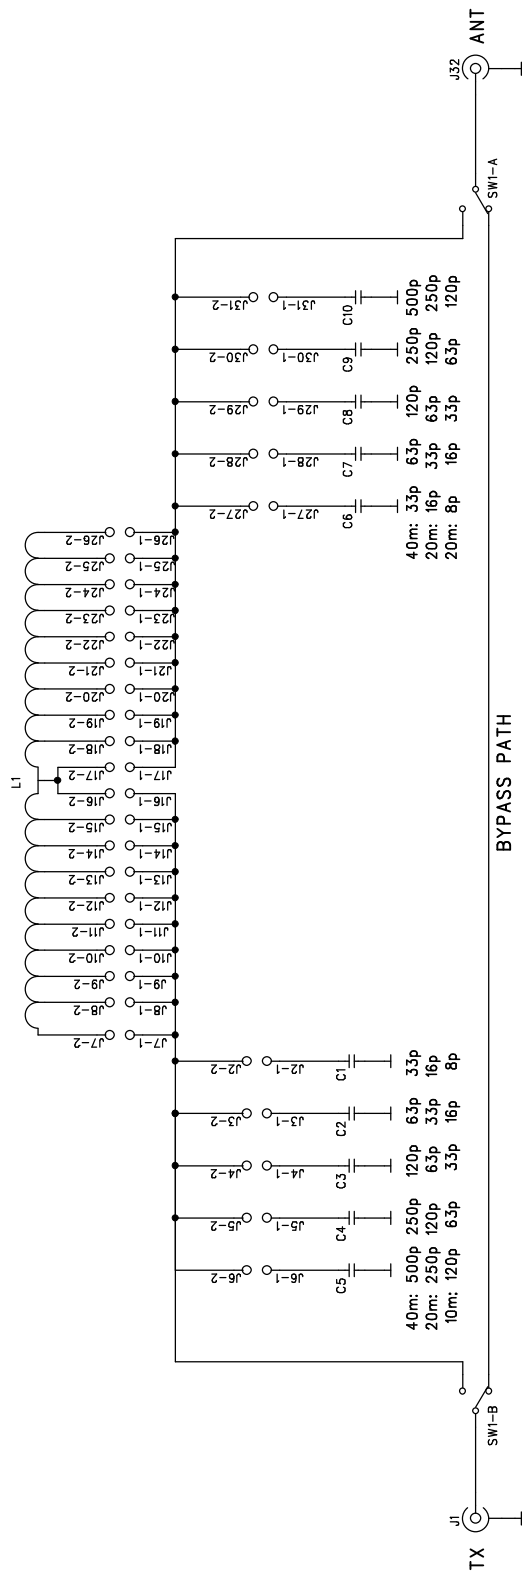 TX
J1
SW1-B
BYPASS PATH
SW1-A
J32
ANT
L1
J7-2
J8-2
J9-2
J10-2
J11-2
J12-2
J13-2
J14-2
J15-2
J16-2
J17-2
J18-2
J19-2
J20-2
J21-2
J22-2
J23-2
J24-2
J25-2
J26-2
J7-1
J8-1
J9-1
J10-1
J11-1
J12-1
J13-1
J14-1
J15-1
J16-1
J17-1
J18-1
J19-1
J20-1
J21-1
J22-1
J23-1
J24-1
J25-1
J26-1
J6-2
J5-2
J4-2
J3-2
J2-2
J6-1
J5-1
J4-1
J3-1
J2-1
C5
C4
C3
C2
C1
40m: 500p 250p 120p 63p 33p
20m: 250p 120p 63p 33p 16p
10m: 120p 63p 33p 16p 8p
J27-2
J28-2
J29-2
J30-2
J31-2
J27-1
J28-1
J29-1
J30-1
J31-1
C6
C7
C8
C9
C10
40m: 33p 63p 120p 250p 500p
20m: 16p 33p 63p 120p 250p
20m: 8p 16p 33p 63p 120p